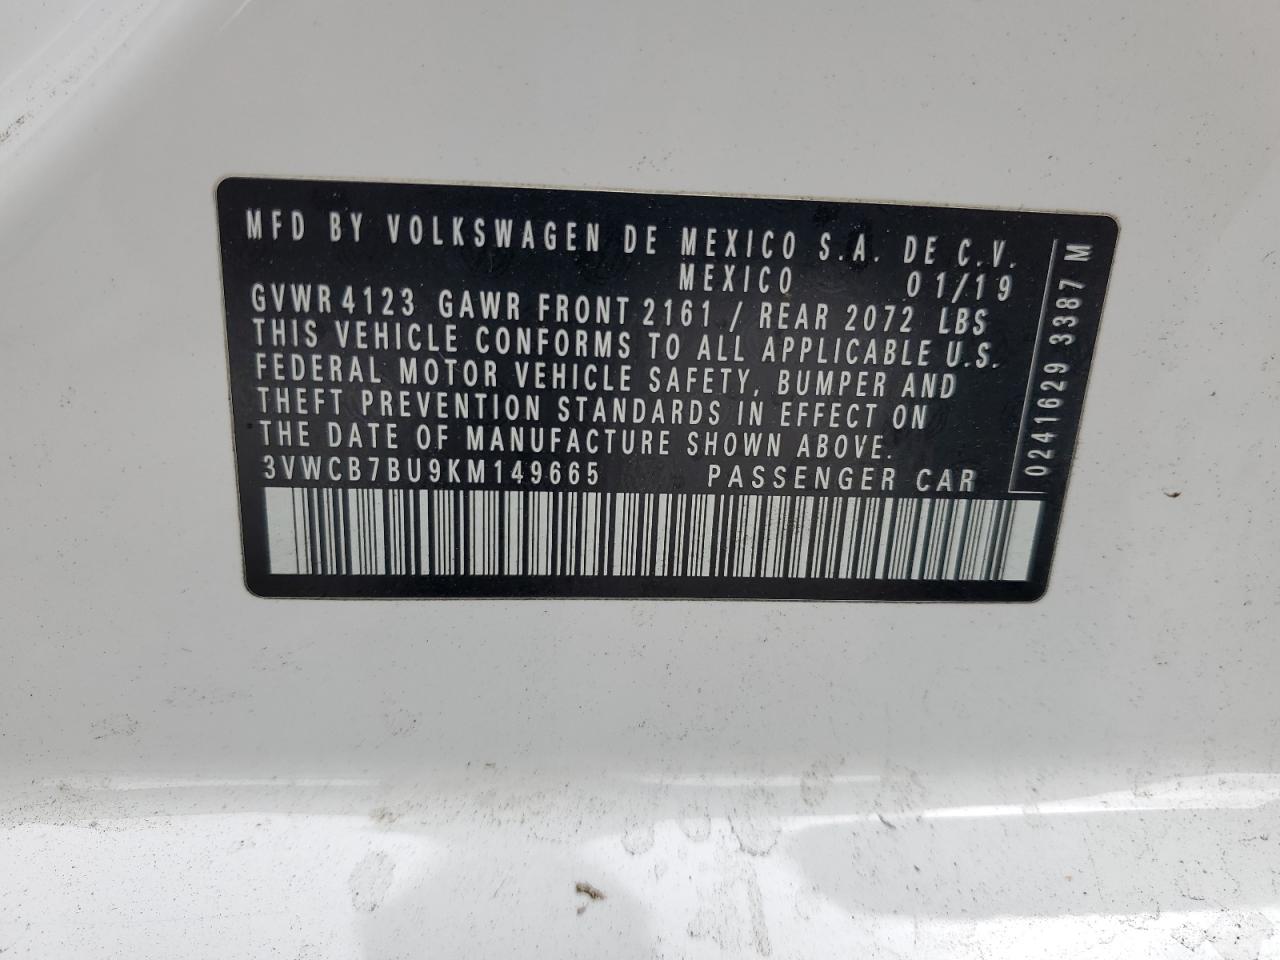 MFD BY VOLKSWAGEN DE MEXICO S.A. DE C.V.
MEXICO 01/19
GVWR 4123 GAWR FRONT 2161 / REAR 2072 LBS
THIS VEHICLE CONFORMS TO ALL APPLICABLE U.S.
FEDERAL MOTOR VEHICLE SAFETY, BUMPER AND
THEFT PREVENTION STANDARDS IN EFFECT ON
THE DATE OF MANUFACTURE SHOWN ABOVE.
3VWCB7BU9KM149665 PASSENGER CAR
0241629 3387 M